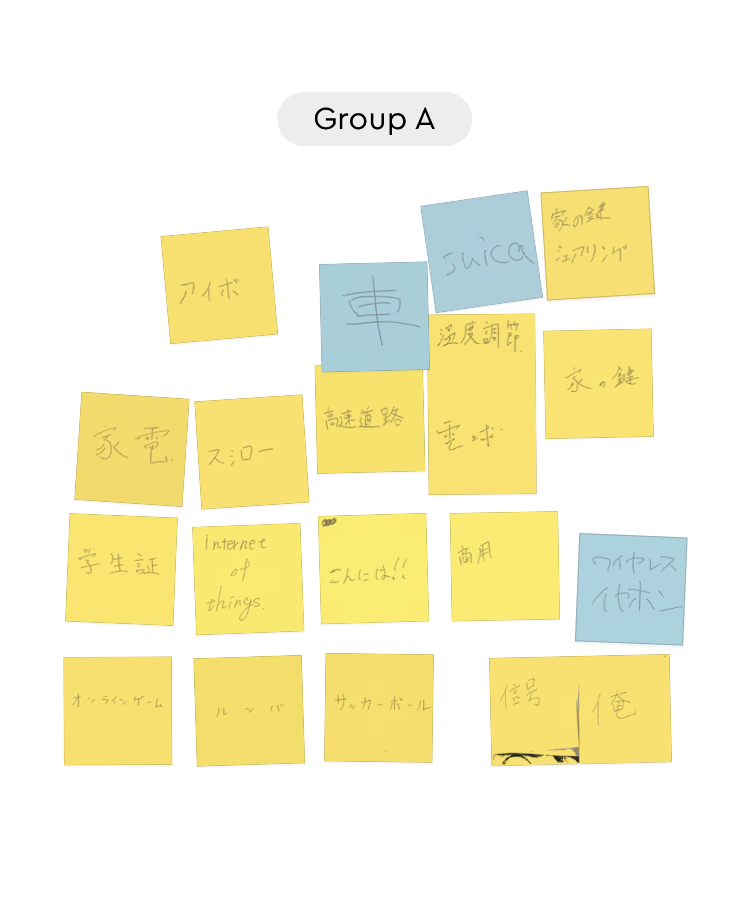 Group A
suica
家の鍵
シェアリング
アイボ
車
温度調節
電球
家の鍵
高速道路
家電
スシロー
学生証
Internet
of
things.
こんには!!
商用
ワイヤレス
イヤホン
オンラインゲーム
ルンバ
サッカーボール
信号
俺